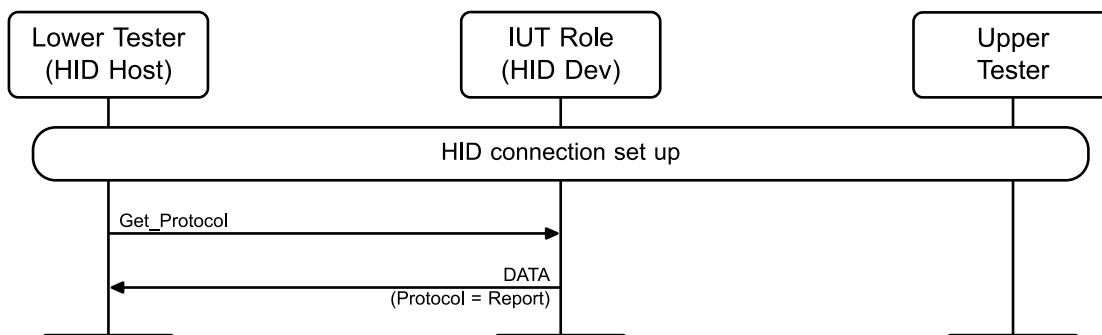 Lower Tester
(HID Host)
IUT Role
(HID Dev)
Upper
Tester
HID connection set up
Get_Protocol
DATA
(Protocol = Report)